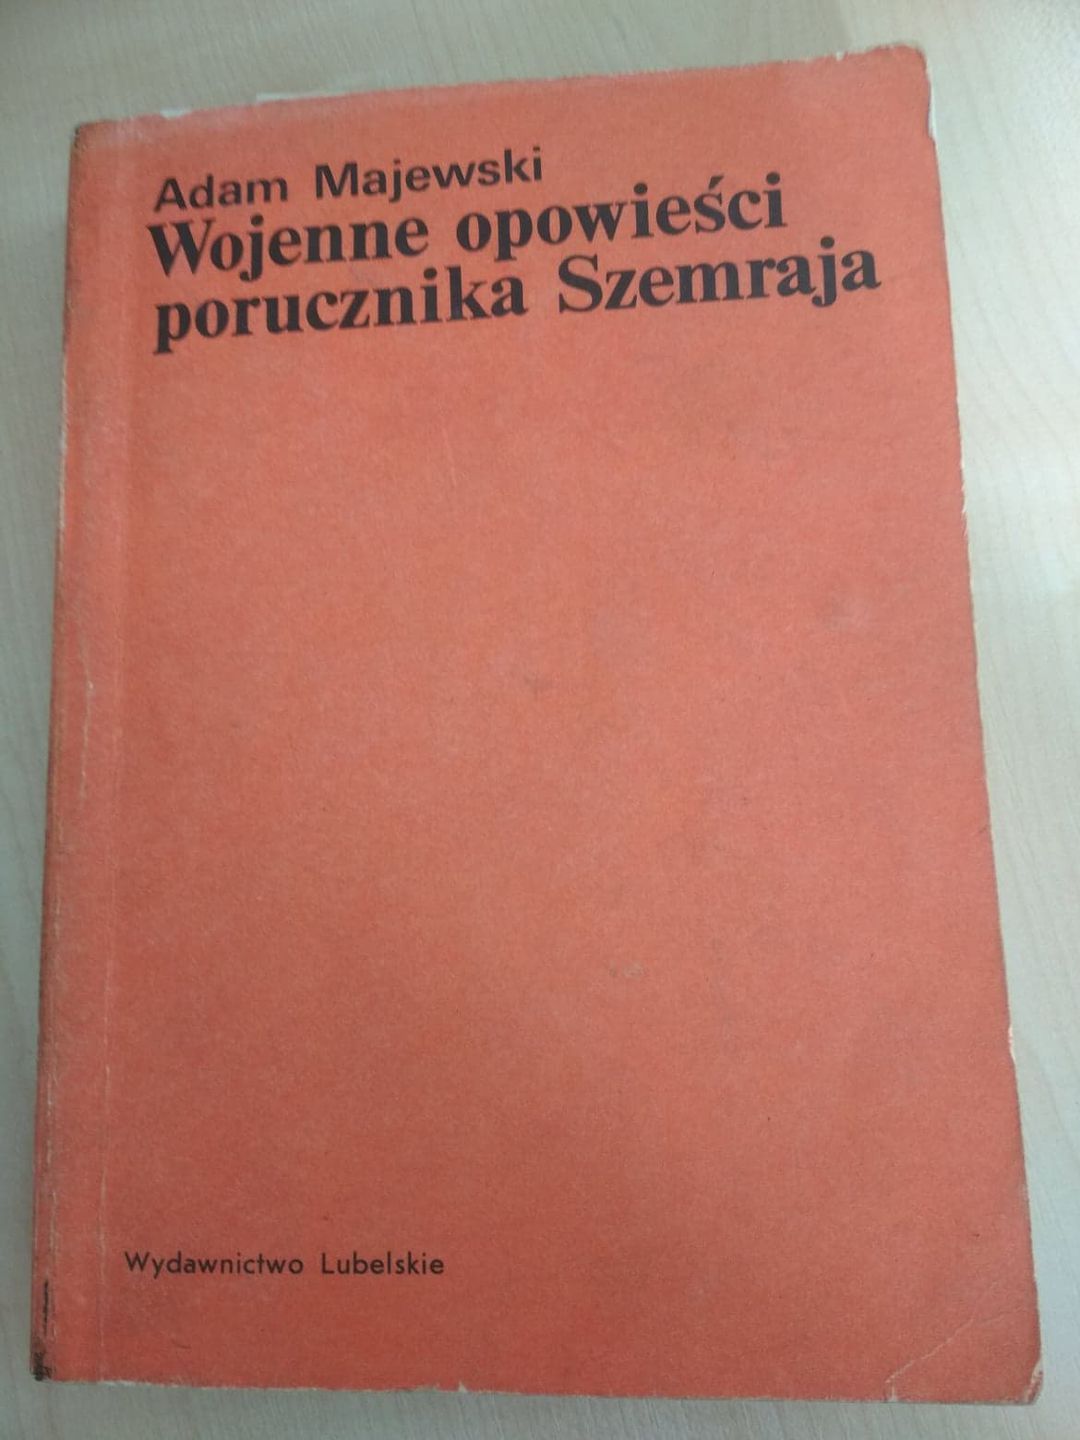 Adam Majewski
Wojenne opowieści
porucznika Szemraja
Wydawnictwo Lubelskie